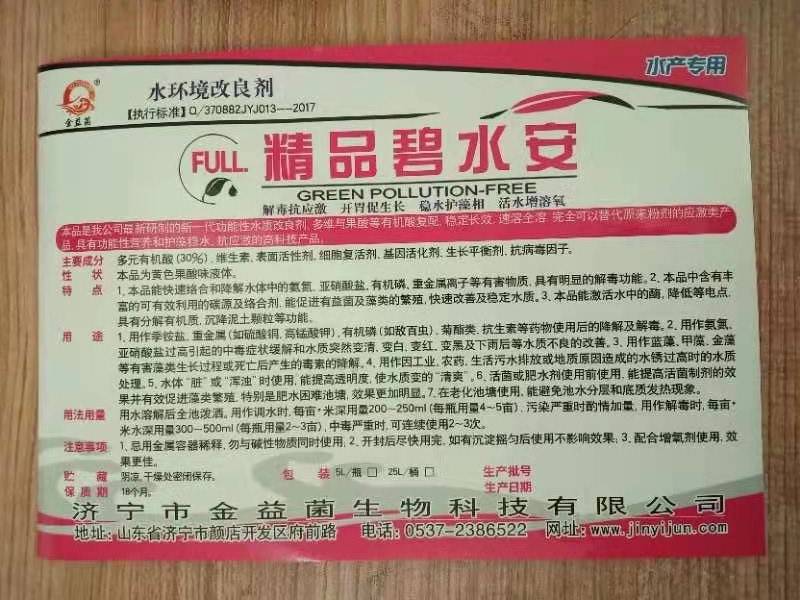 水产专用
金益菌
®
水环境改良剂
【执行标准】Q/370882JYJ013---2017
FULL.
精品碧水安
GREEN POLLUTION-FREE
解毒抗应激 开胃促生长 稳水护藻相 活水增溶氧
本品是我公司最新研制的新一代功能性水质改良剂,多维与果酸等有机酸复配,稳定长效,速溶全溶,完全可以替代原来粉剂的应激类产
品,具有功能性营养和护藻稳水,抗应激的高科技产品。
主要成分 多元有机酸(30%),维生素,表面活性剂,细胞复活剂,基因活化剂,生长平衡剂,抗病毒因子。
性 状 本品为黄色果酸味液体。
特 点 1,本品能快速络合和降解水体中的氨氮,亚硝酸盐,有机磷,重金属离子等有害物质,具有明显的解毒功能。2,本品中含有丰
富的可有效利用的碳源及络合剂,能促进有益菌及藻类的繁殖,快速改善及稳定水质。3,本品能激活水中的酶,降低等电点,
具有分解有机质,沉降泥土颗粒等功能。
用 途 1,用作季铵盐,重金属(如硫酸铜,高锰酸钾),有机磷(如敌百虫),菊酯类,抗生素等药物使用后的降解及解毒。2,用作氨氮,
亚硝酸盐过高引起的中毒症状缓解和水质突然变清,变白,变红,变黑及下雨后等水质不良的改善。3,用作蓝藻,甲藻,金藻
等有害藻类生长过程或死亡后产生的毒素的降解。4,用作因工业,农药,生活污水排放或地质原因造成的水锈过高时的水质
处理。5,水体“脏”或“浑浊”时使用,能提高透明度,使水质变的“清爽”。6,活菌或肥水剂使用前使用,能提高活菌制剂的效
果并有效促进藻类繁殖,特别是肥水困难池塘,效果更加明显。7,在老化池塘使用,能避免池水分层和底质发热现象。
用法用量 用水溶解后全池泼洒。用作调水时,每亩*米深用量200-250ml(每瓶用量4~5亩),污染严重时酌情加量,用作解毒时,每亩*
米水深用量300-500ml(每瓶用量2~3亩),中毒严重时,可连续使用2~3次。
注意事项 1,忌用金属容器稀释,勿与碱性物质同时使用;2,开封后尽快用完,如有沉淀摇匀后使用不影响效果;3,配合增氧剂使用,效
果更佳。
贮 藏 阴凉,干燥处密闭保存。 包 装 5L/瓶 □ 25L/桶 □ 生产批号
保 质 期 18个月。 生产日期
济宁市金益菌生物科技有限公司
地址:山东省济宁市颜店开发区府前路 电话:0537-2386522 网址:www.jinyijun.com